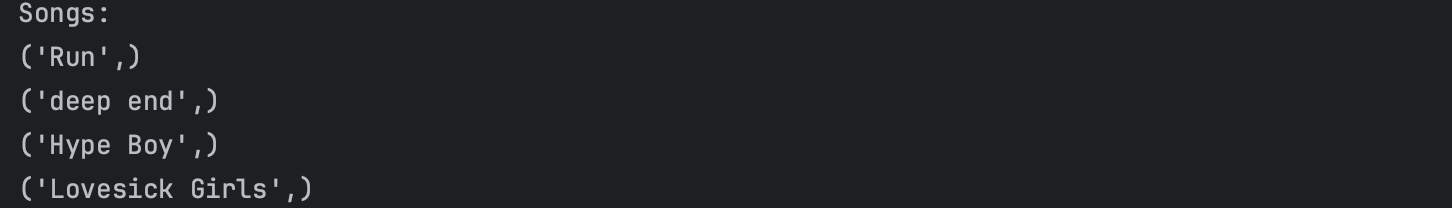 Songs:
('Run',)
('deep end',)
('Hype Boy',)
('Lovesick Girls',)